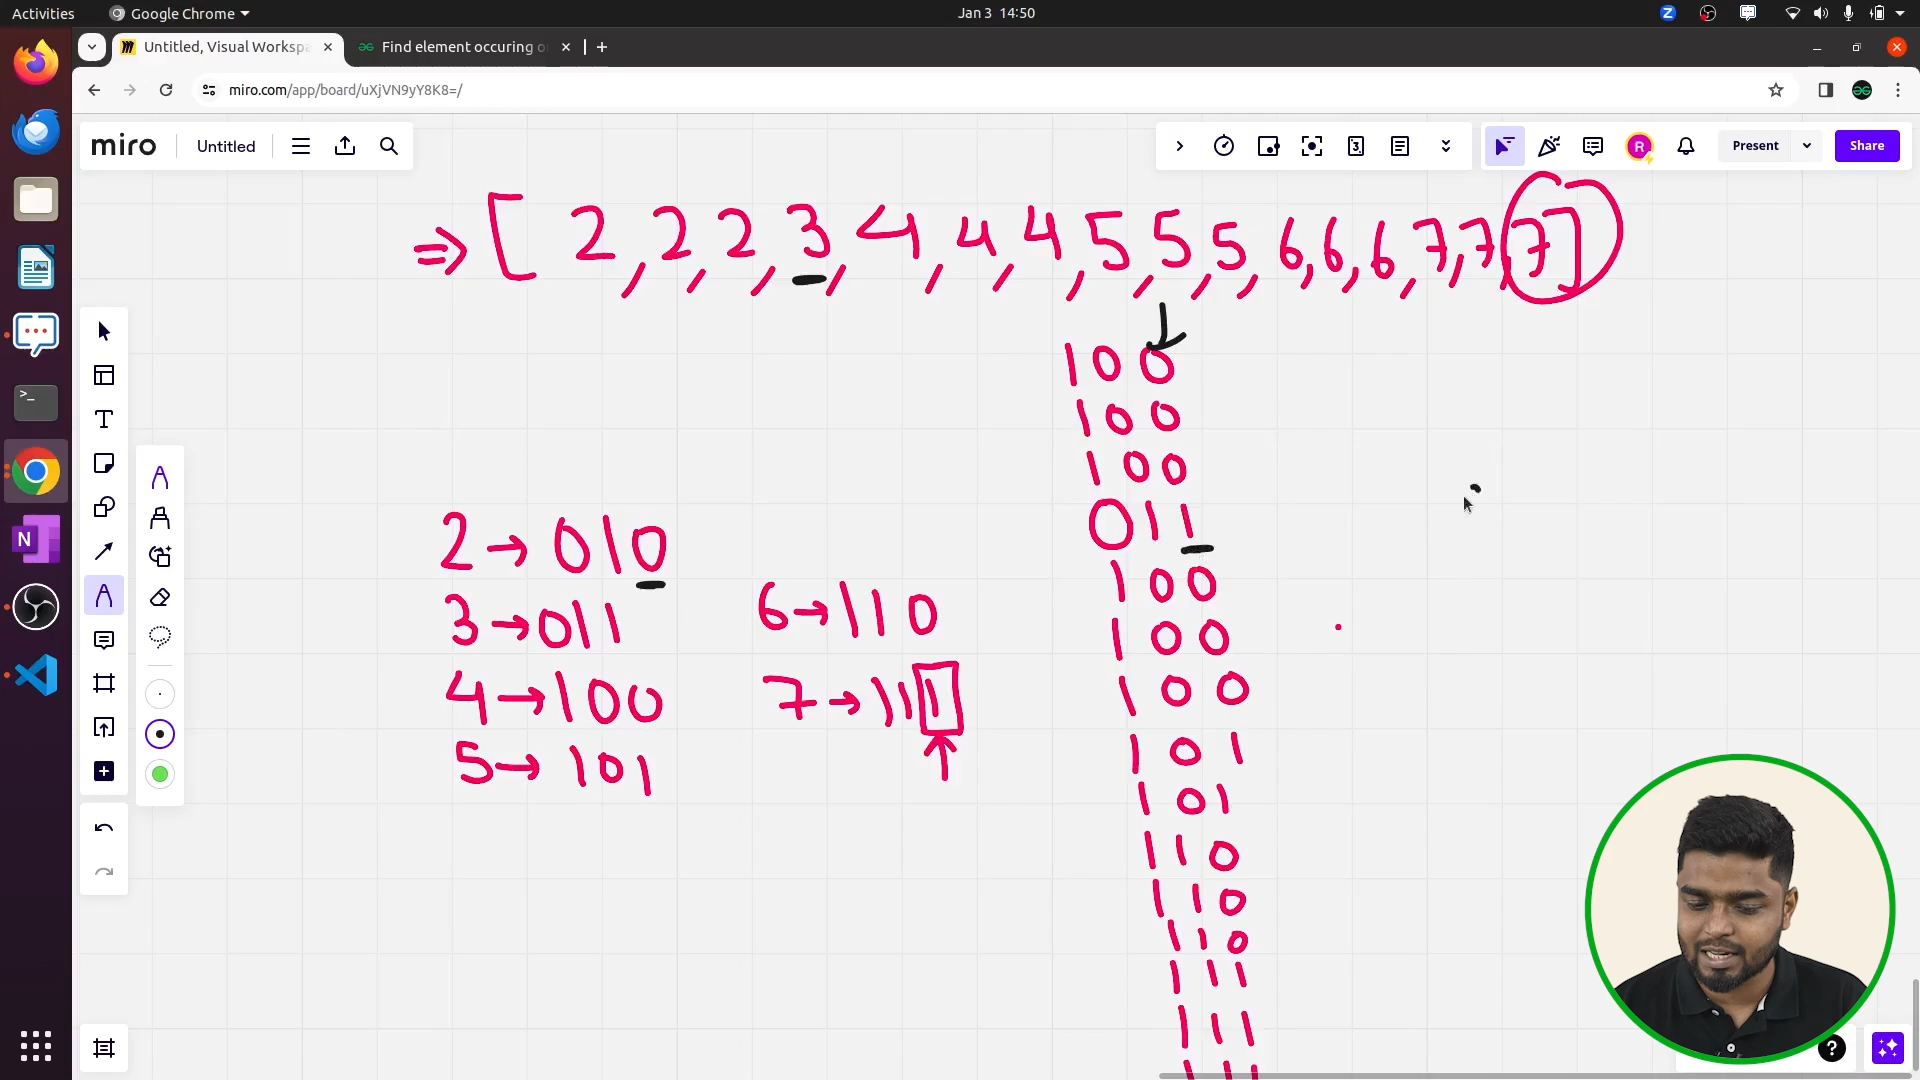 Activities
Google Chrome
Jan 3 14:50
Untitled, Visual Workspa
Find element occuring o
miro.com/app/board/uXjVN9yY8K8=/
miro
Untitled
3
R
Present
Share
=> [ 2, 2, 2, 3, 4, 4, 4, 5, 5, 5, 6, 6, 6, 7, 7, 7]
100
100
100
011
100
100
100
101
101
110
110
110
111
111
111
2 → 010
3 → 011
4 → 100
5 → 101
6 → 110
7 → 111